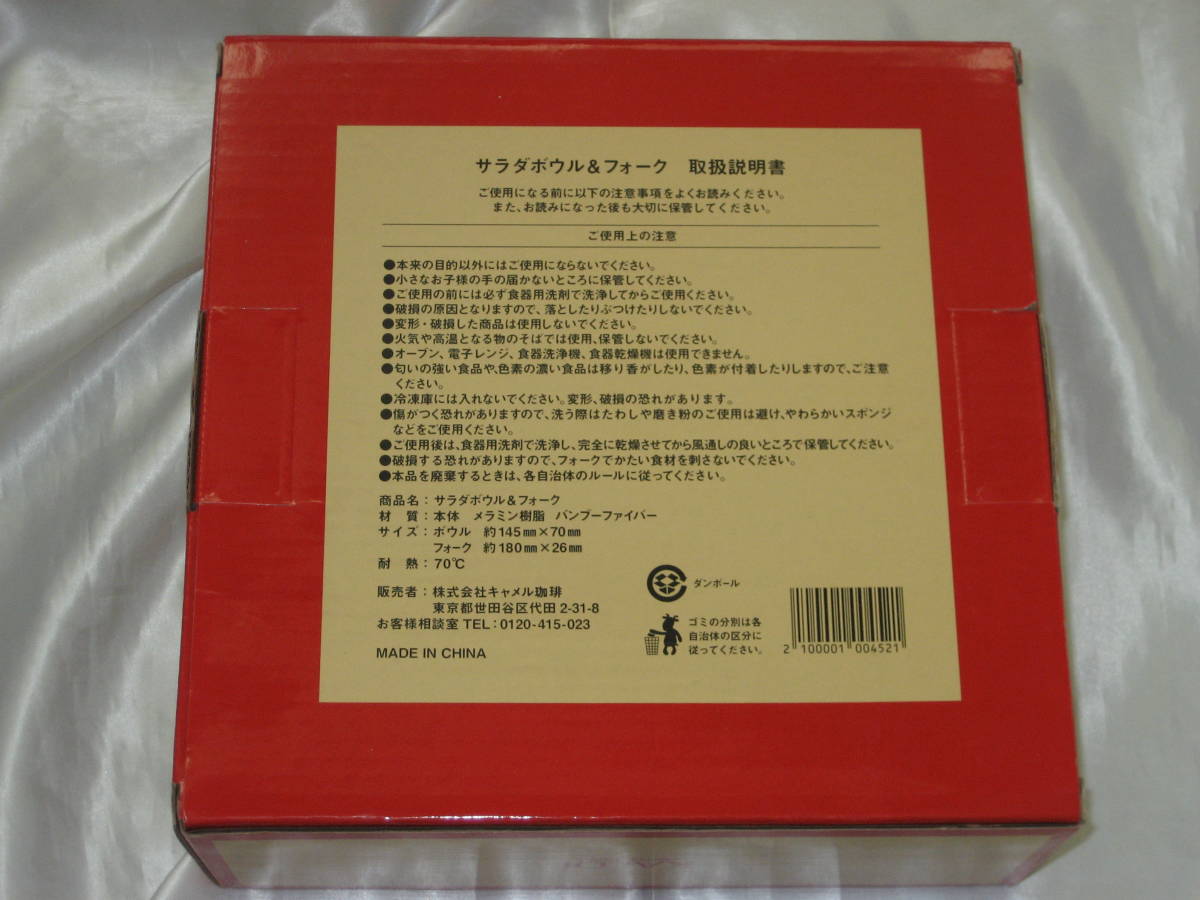 サラダボウル＆フォーク　取扱説明書
ご使用になる前に以下の注意事項をよくお読みください。
また、お読みになった後も大切に保管してください。
ご使用上の注意
●本来の目的以外にはご使用にならないでください。
●小さなお子様の手の届かないところに保管してください。
●ご使用の前には必ず食器用洗剤で洗浄してからご使用ください。
●破損の原因となりますので、落としたりぶつけたりしないでください。
●変形・破損した商品は使用しないでください。
●火気や高温となる物のそばでは使用、保管しないでください。
●オーブン、電子レンジ、食器洗浄機、食器乾燥機は使用できません。
●匂いの強い食品や、色素の濃い食品は移り香がしたり、色素が付着したりしますので、ご注意
ください。
●冷凍庫には入れないでください。変形、破損の恐れがあります。
●傷がつく恐れがありますので、洗う際はたわしや磨き粉のご使用は避け、やわらかいスポンジ
などをご使用ください。
●ご使用後は、食器用洗剤で洗浄し、完全に乾燥させてから風通しの良いところで保管してください。
●破損する恐れがありますので、フォークでかたい食材を刺さないでください。
●本品を廃棄するときは、各自治体のルールに従ってください。
商品名：サラダボウル＆フォーク
材　質：本体　メラミン樹脂　バンブーファイバー
サイズ：ボウル　約145㎜×70㎜
フォーク　約180㎜×26㎜
耐　熱：70℃
販売者：株式会社キャメル珈琲
東京都世田谷区代田 2-31-8
お客様相談室 TEL：0120-415-023
MADE IN CHINA
ダンボール
ゴミの分別は各
自治体の区分に
従ってください。
2 100001 004521